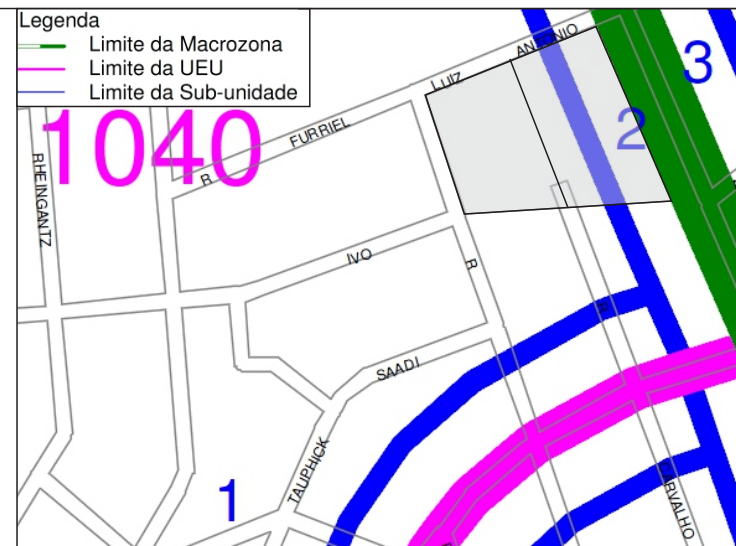 Legenda
Limite da Macrozona
Limite da UEU
Limite da Sub-unidade
1040
3
2
R FURRIEL LUIZ ANTONIO
RHEINGANTZ
IVO
R
R
SAADI
TAUPHICK
1
CARVALHO